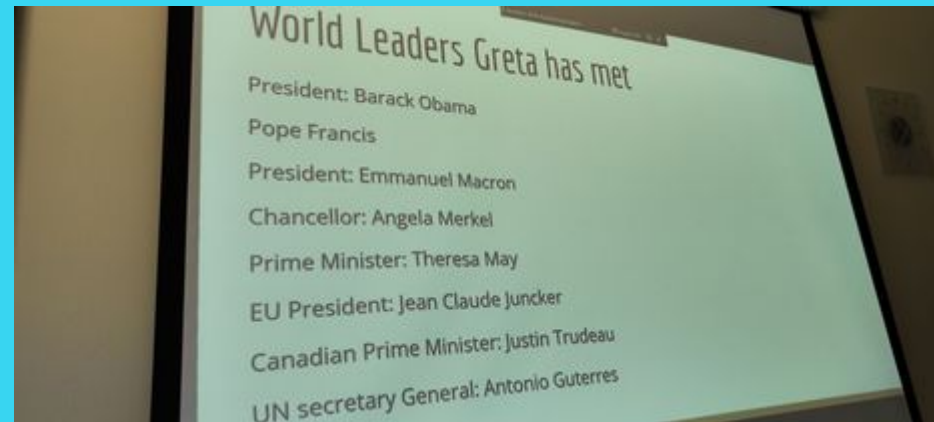 World Leaders Greta has met
President: Barack Obama
Pope Francis
President: Emmanuel Macron
Chancellor: Angela Merkel
Prime Minister: Theresa May
EU President: Jean Claude Juncker
Canadian Prime Minister: Justin Trudeau
UN secretary General: Antonio Guterres